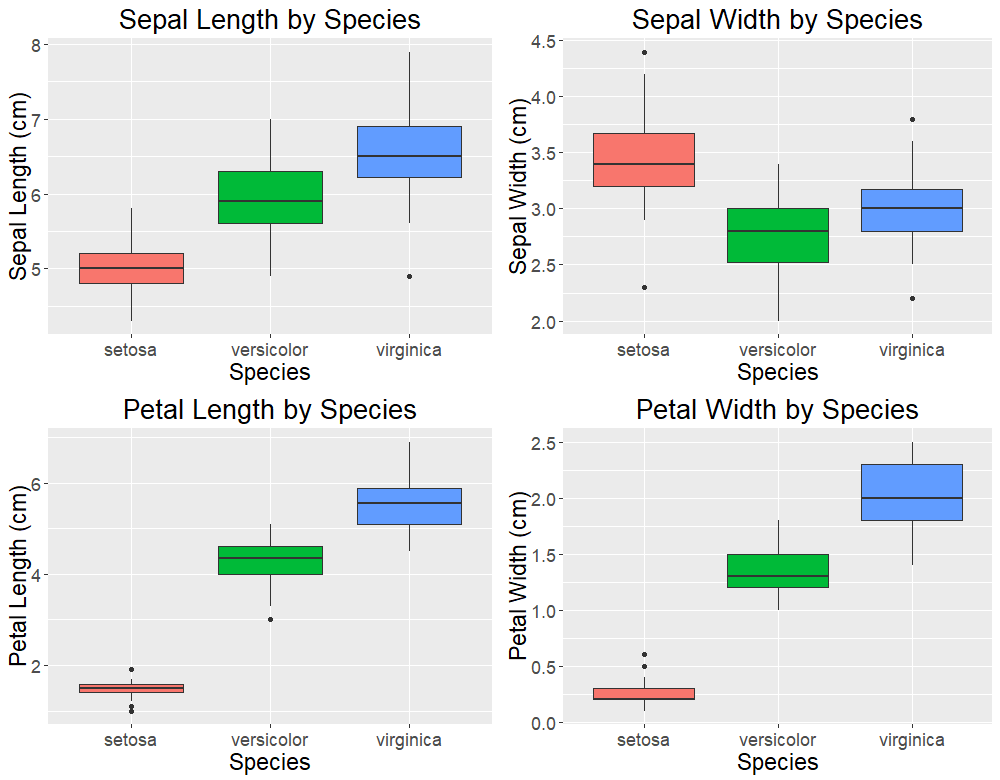 Sepal Length by Species
Sepal Length (cm)
8
7
6
5
setosa versicolor virginica
Species
Sepal Width by Species
Sepal Width (cm)
4.5
4.0
3.5
3.0
2.5
2.0
setosa versicolor virginica
Species
Petal Length by Species
Petal Length (cm)
6
4
2
setosa versicolor virginica
Species
Petal Width by Species
Petal Width (cm)
2.5
2.0
1.5
1.0
0.5
0.0
setosa versicolor virginica
Species